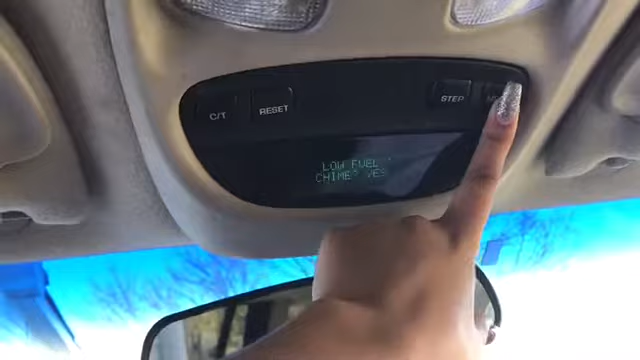 C/T
RESET
STEP
LOW FUEL
CHIME? YES